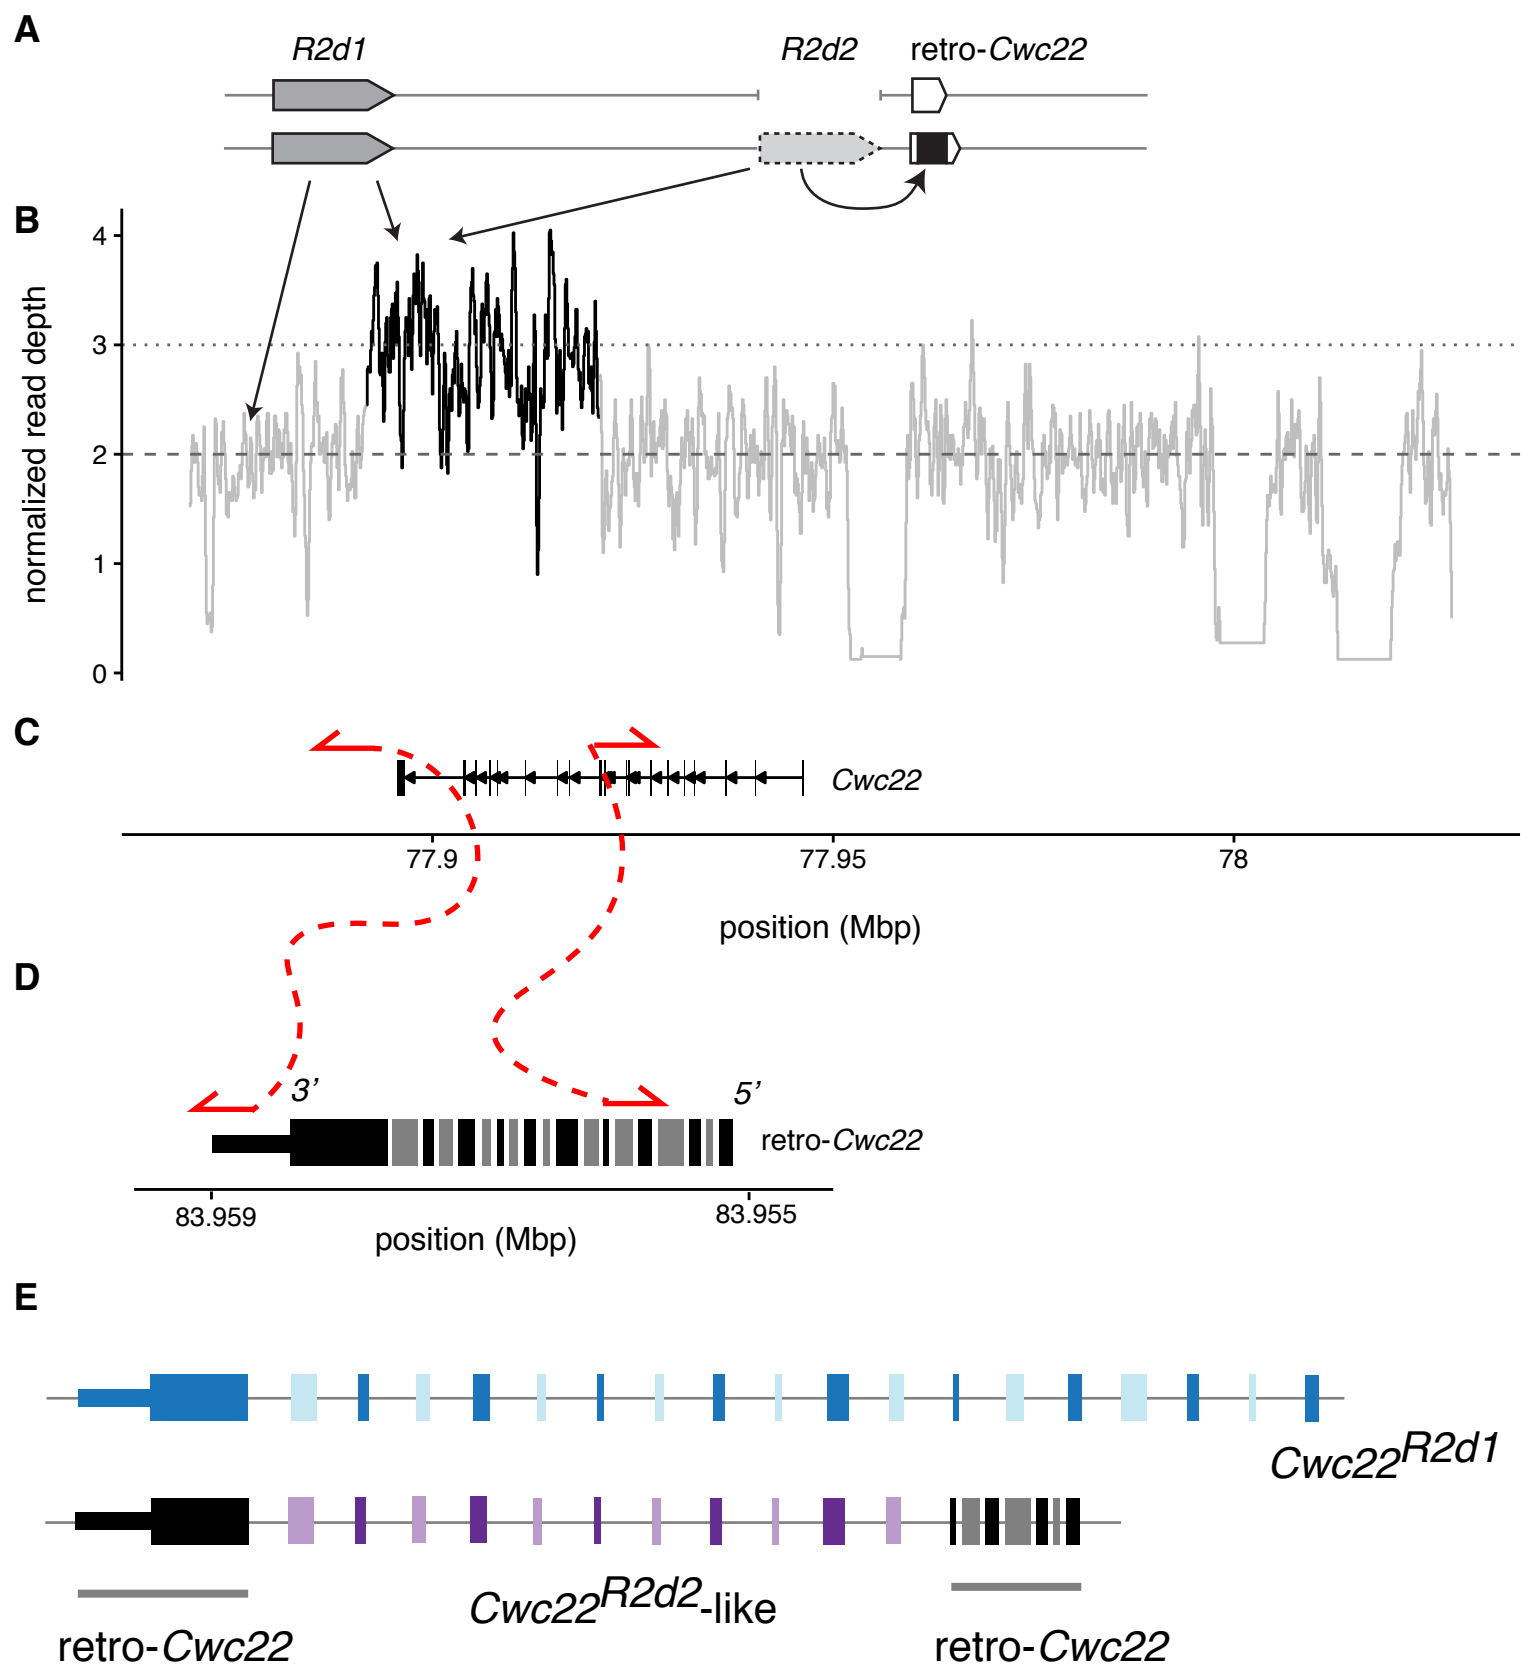 A
R2d1 R2d2 retro-Cwc22
B
normalized read depth
4
3
2
1
0
C
Cwc22
77.9 77.95 78
position (Mbp)
D
3’ 5’
retro-Cwc22
83.959 83.955
position (Mbp)
E
Cwc22R2d1
Cwc22R2d2-like
retro-Cwc22 retro-Cwc22